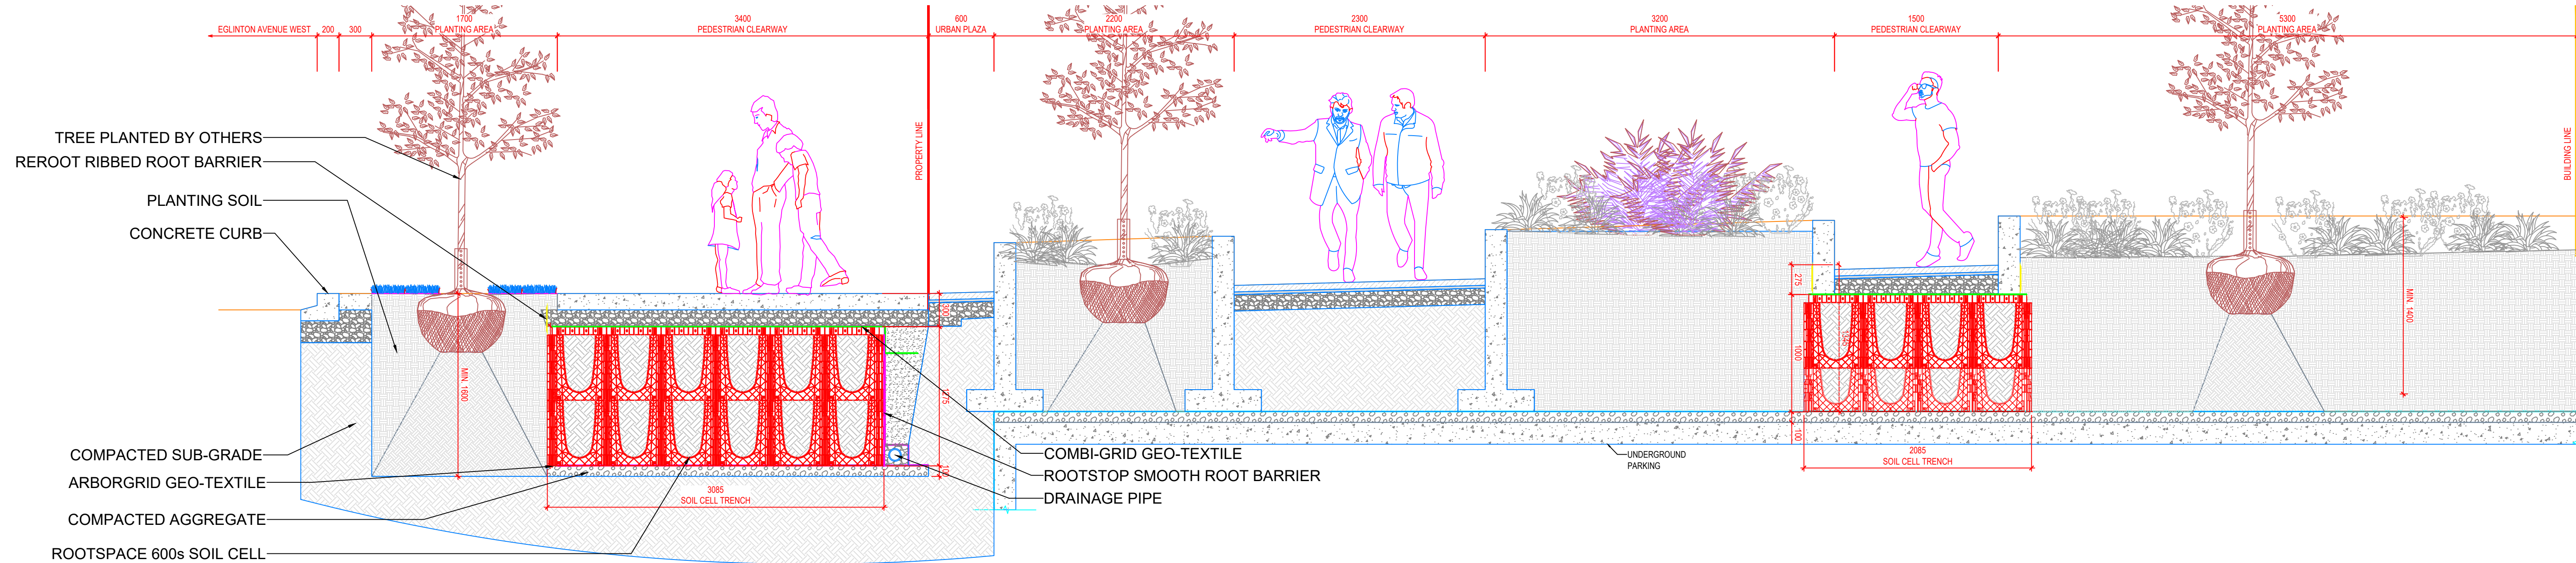 1700
3400
600
2200
2300
3200
1500
5300
EGLINTON AVENUE WEST
200
300
PLANTING AREA
PEDESTRIAN CLEARWAY
URBAN PLAZA
PLANTING AREA
PEDESTRIAN CLEARWAY
PLANTING AREA
PEDESTRIAN CLEARWAY
PLANTING AREA
PROPERTY LINE
BUILDING LINE
TREE PLANTED BY OTHERS
REROOT RIBBED ROOT BARRIER
PLANTING SOIL
CONCRETE CURB
COMPACTED SUB-GRADE
ARBORGRID GEO-TEXTILE
COMPACTED AGGREGATE
ROOTSPACE 600s SOIL CELL
MIN. 1600
300
1275
100
3085
SOIL CELL TRENCH
COMBI-GRID GEO-TEXTILE
ROOTSTOP SMOOTH ROOT BARRIER
DRAINAGE PIPE
UNDERGROUND
PARKING
275
1000
1345
100
2085
SOIL CELL TRENCH
MIN. 1400